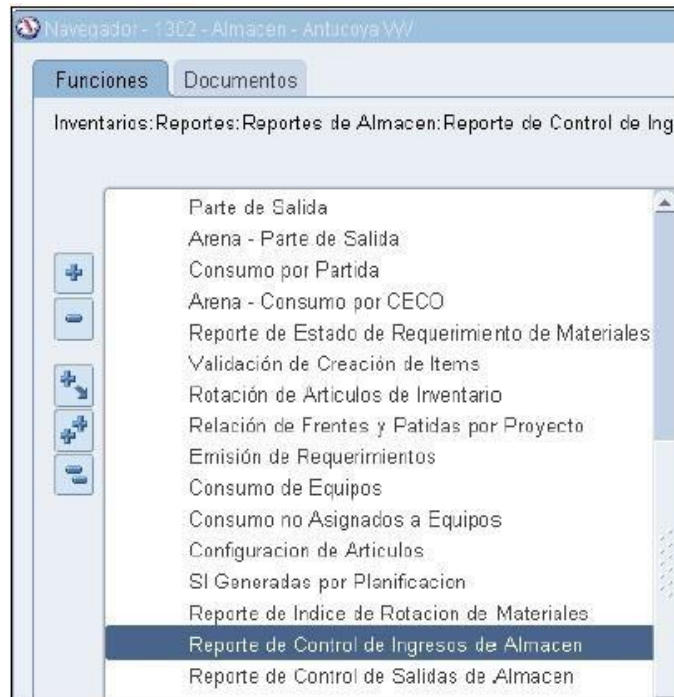 Navegador - 1302 - Almacen - Antucoya VyV
Funciones
Documentos
Inventarios:Reportes:Reportes de Almacen:Reporte de Control de Ing
Parte de Salida
Arena - Parte de Salida
Consumo por Partida
Arena - Consumo por CECO
Reporte de Estado de Requerimiento de Materiales
Validación de Creación de Items
Rotación de Articulos de Inventario
Relación de Frentes y Patidas por Proyecto
Emisión de Requerimientos
Consumo de Equipos
Consumo no Asignados a Equipos
Configuracion de Articulos
SI Generadas por Planificacion
Reporte de Indice de Rotacion de Materiales
Reporte de Control de Ingresos de Almacen
Reporte de Control de Salidas de Almacen